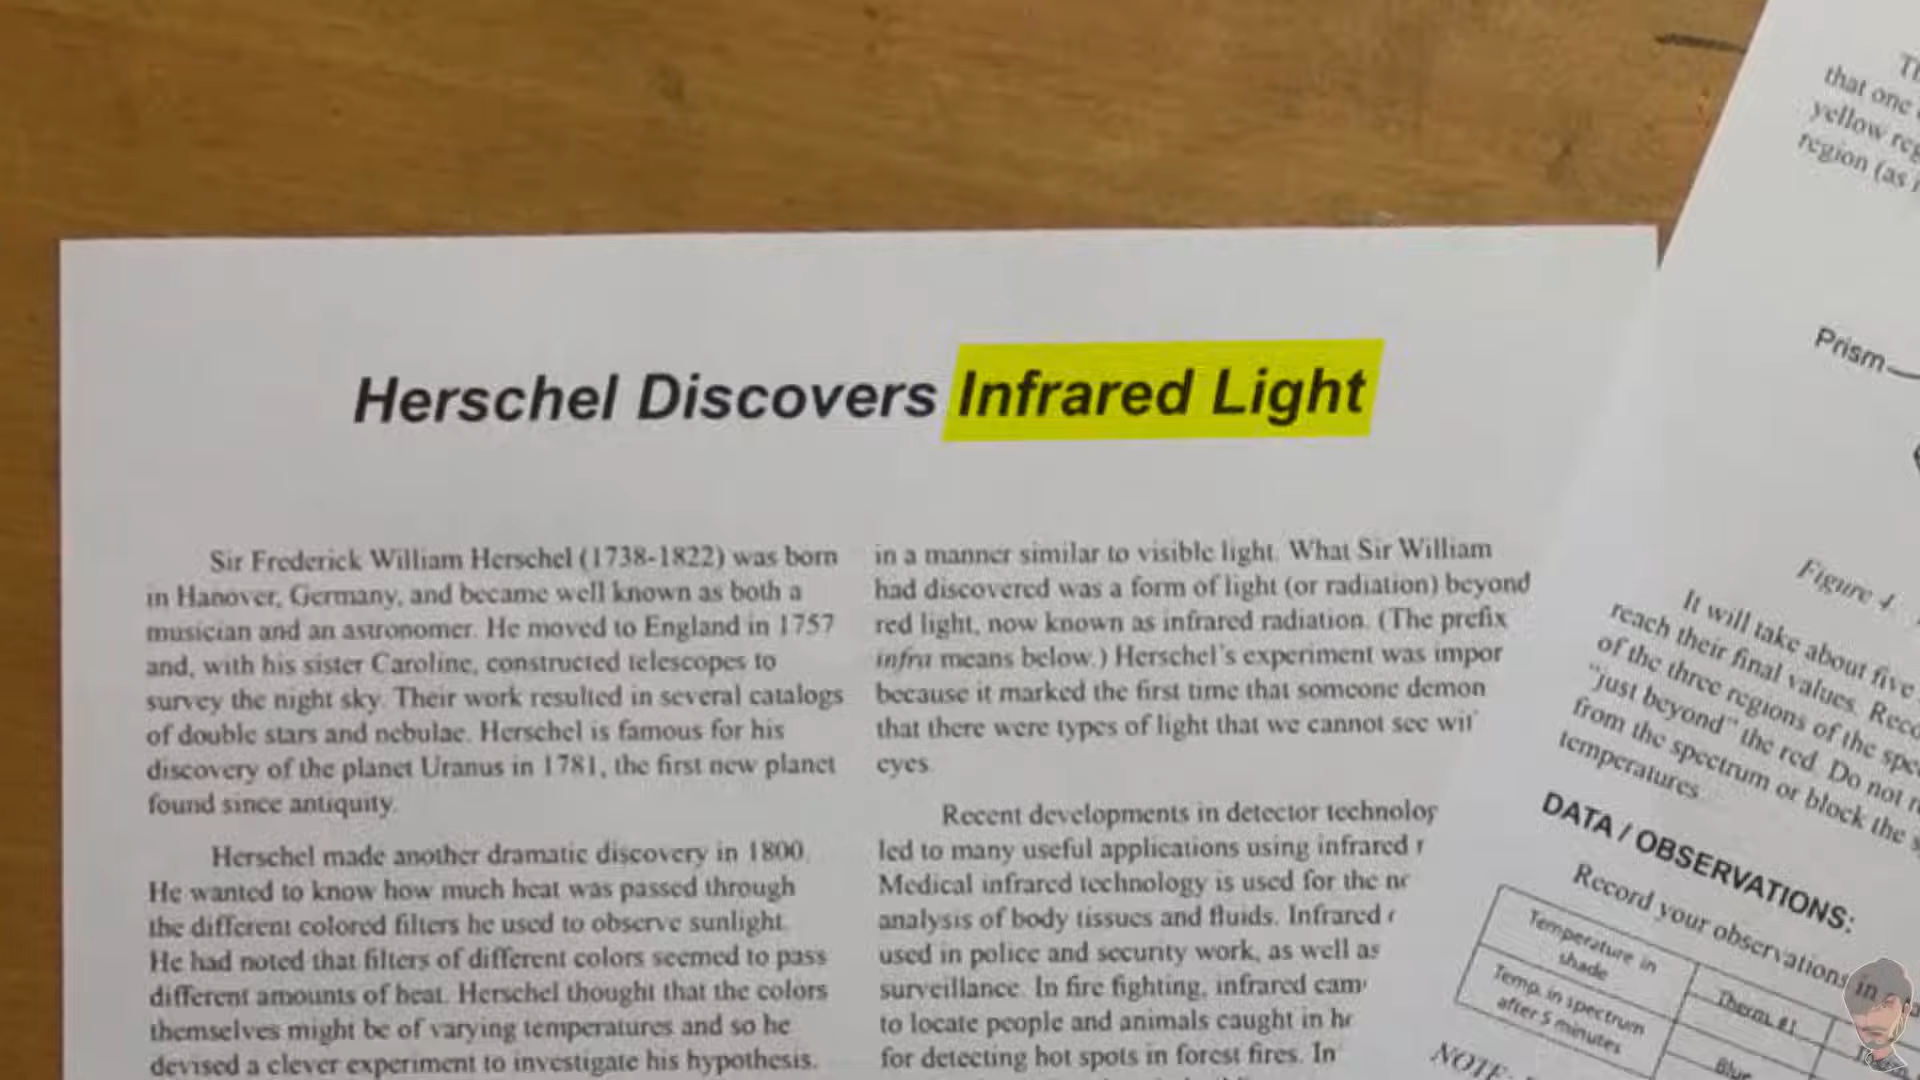 Herschel Discovers Infrared Light
Sir Frederick William Herschel (1738-1822) was born
in Hanover, Germany, and became well known as both a
musician and an astronomer. He moved to England in 1757
and, with his sister Caroline, constructed telescopes to
survey the night sky. Their work resulted in several catalogs
of double stars and nebulae. Herschel is famous for his
discovery of the planet Uranus in 1781, the first new planet
found since antiquity.
Herschel made another dramatic discovery in 1800.
He wanted to know how much heat was passed through
the different colored filters he used to observe sunlight.
He had noted that filters of different colors seemed to pass
different amounts of heat. Herschel thought that the colors
themselves might be of varying temperatures and so he
devised a clever experiment to investigate his hypothesis.
in a manner similar to visible light. What Sir William
had discovered was a form of light (or radiation) beyond
red light, now known as infrared radiation. (The prefix
infra means below.) Herschel's experiment was impor
because it marked the first time that someone demon
that there were types of light that we cannot see wit
eyes.
Recent developments in detector technolog
led to many useful applications using infrared r
Medical infrared technology is used for the no
analysis of body tissues and fluids. Infrared
used in police and security work, as well as
surveillance. In fire fighting, infrared cam
to locate people and animals caught in he
for detecting hot spots in forest fires. In
Th
that one
yellow reg
region (as
Prism
Figure 4.
It will take about five
reach their final values. Reco
of the three regions of the spec
"just beyond" the red. Do not r
from the spectrum or block the s
temperatures.
DATA / OBSERVATIONS:
Record your observations in
Temperature in
shade
Therm. #1
Temp. in spectrum
after 5 minutes
Blue
NOTE: